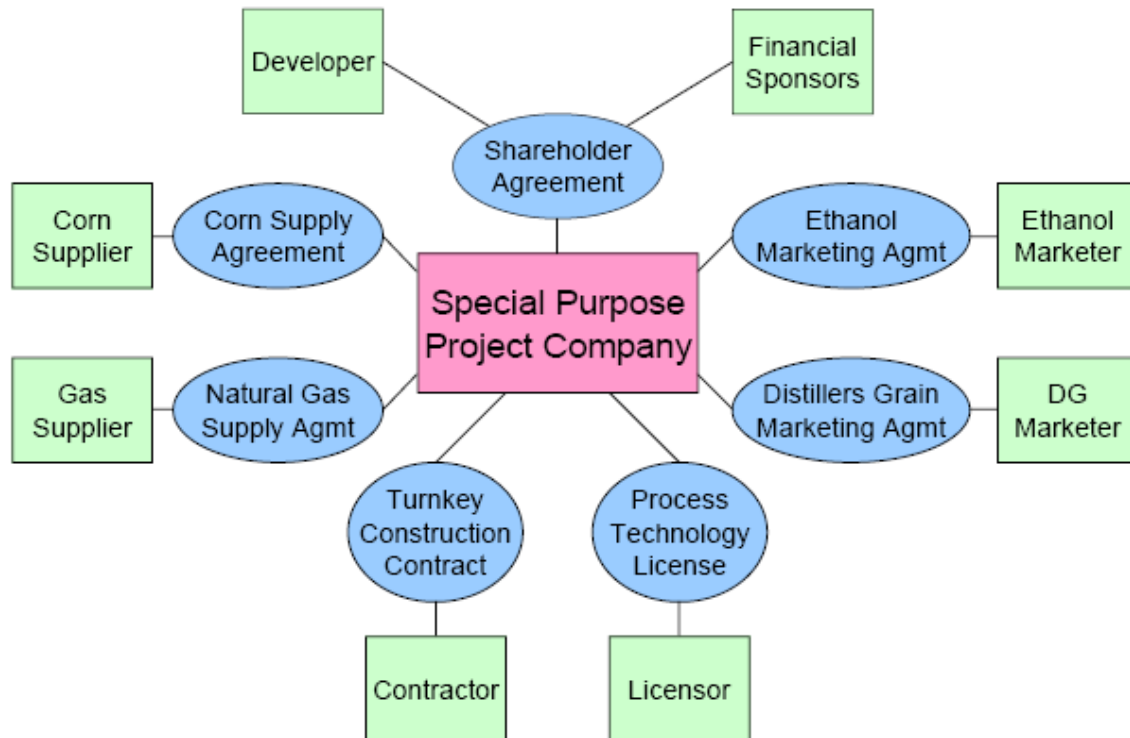 Developer
Financial
Sponsors
Shareholder
Agreement
Corn
Supplier
Corn Supply
Agreement
Ethanol
Marketing Agmt
Ethanol
Marketer
Special Purpose
Project Company
Gas
Supplier
Natural Gas
Supply Agmt
Distillers Grain
Marketing Agmt
DG
Marketer
Turnkey
Construction
Contract
Process
Technology
License
Contractor
Licensor